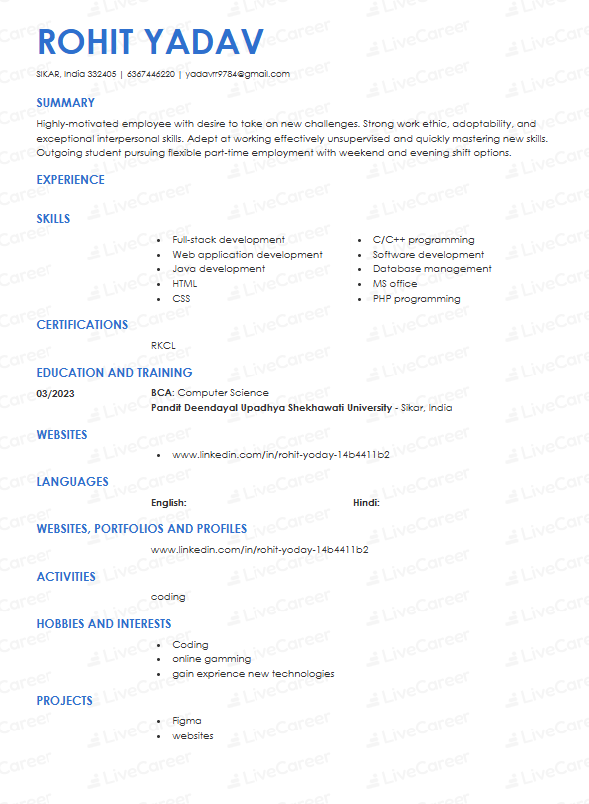 ROHIT YADAV
SIKAR, India 332405 | 6367446220 | yadavrr9784@gmail.com
SUMMARY
Highly-motivated employee with desire to take on new challenges. Strong work ethic, adaptability, and
exceptional interpersonal skills. Adept at working effectively unsupervised and quickly mastering new skills.
Outgoing student pursuing flexible part-time employment with weekend and evening shift options.
EXPERIENCE
SKILLS
• Full-stack development
• Web application development
• Java development
• HTML
• CSS
• C/C++ programming
• Software development
• Database management
• MS office
• PHP programming
CERTIFICATIONS
RKCL
EDUCATION AND TRAINING
03/2023
BCA: Computer Science
Pandit Deendayal Upadhya Shekhawati University - Sikar, India
WEBSITES
• www.linkedin.com/in/rohit-yoday-14b4411b2
LANGUAGES
English:
Hindi:
WEBSITES, PORTFOLIOS AND PROFILES
www.linkedin.com/in/rohit-yoday-14b4411b2
ACTIVITIES
coding
HOBBIES AND INTERESTS
• Coding
• online gamming
• gain exprience new technologies
PROJECTS
• Figma
• websites
LiveCareer